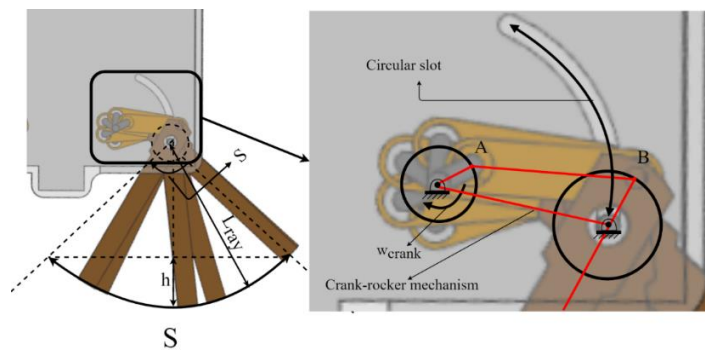 S
L_ray
h
S
Circular slot
A
B
w_crank
Crank-rocker mechanism